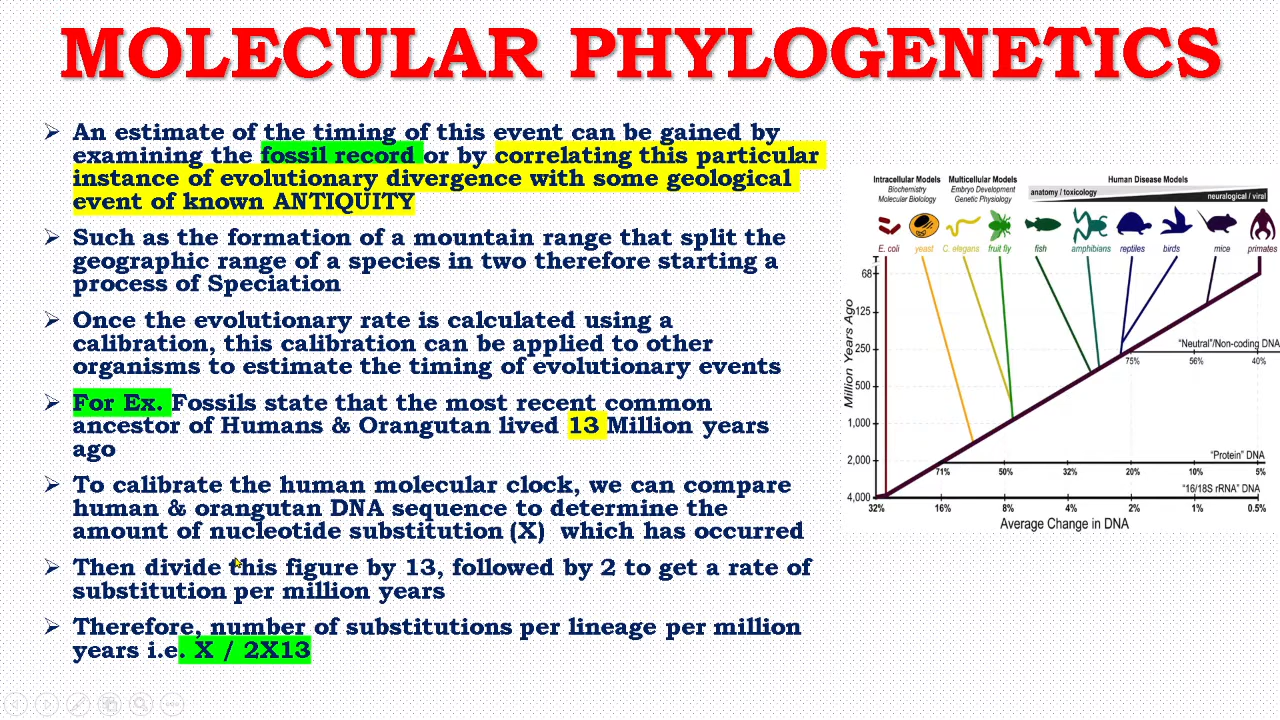 MOLECULAR PHYLOGENETICS
An estimate of the timing of this event can be gained by
examining the fossil record or by correlating this particular
instance of evolutionary divergence with some geological
event of known ANTIQUITY
Such as the formation of a mountain range that split the
geographic range of a species in two therefore starting a
process of Speciation
Once the evolutionary rate is calculated using a
calibration, this calibration can be applied to other
organisms to estimate the timing of evolutionary events
For Ex. Fossils state that the most recent common
ancestor of Humans & Orangutan lived 13 Million years
ago
To calibrate the human molecular clock, we can compare
human & orangutan DNA sequence to determine the
amount of nucleotide substitution (X) which has occurred
Then divide this figure by 13, followed by 2 to get a rate of
substitution per million years
Therefore, number of substitutions per lineage per million
years i.e. X / 2X13
Intracellular Models Multicellular Models Human Disease Models
Biochemistry Embryo Development anatomy / toxicology
Molecular Biolology Genetic Physiology neuralogical / viral
E. coli yeast C. elegans fruit fly fish amphibians reptiles birds mice primates
Million Years Ago
68
125
250
500
1,000
2,000
4,000
"Neutral"/Non-coding DNA
75% 56% 40%
"Protein" DNA
71% 50% 32% 20% 10% 5%
"16/18S rRNA" DNA
32% 16% 8% 4% 2% 1% 0.5%
Average Change in DNA